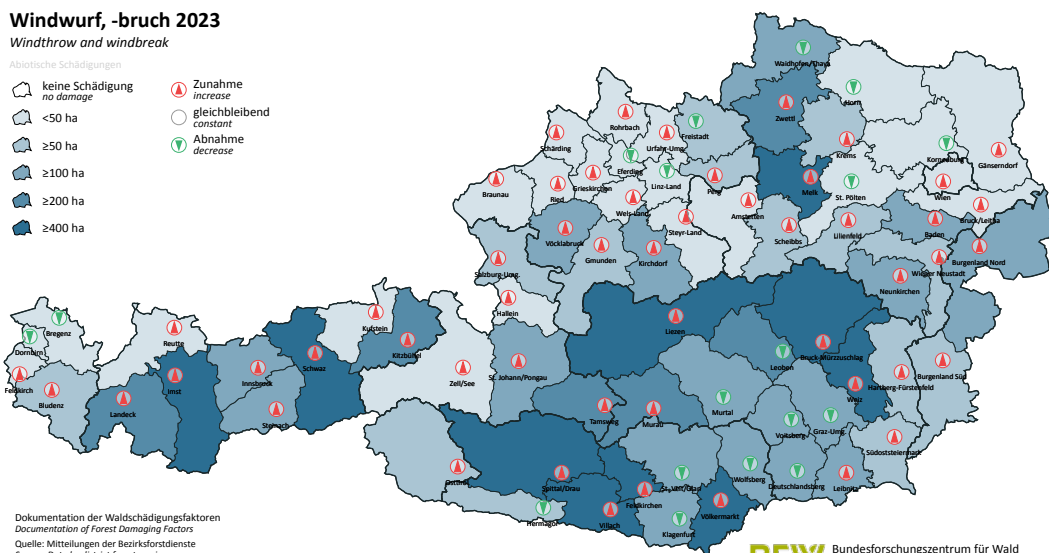 Windwurf, -bruch 2023
Windthrow and windbreak
Abiotische Schädigungen
keine Schädigung
no damage
<50 ha
≥50 ha
≥100 ha
≥200 ha
≥400 ha
Zunahme
increase
gleichbleibend
constant
Abnahme
decrease
Waidhofen/Thaya
Horn
Zwettl
Rohrbach
Freistadt
Schärding
Urfahr-Umg.
Krems
Korneuburg
Gänserndorf
Eferding
Grieskirchen
Linz-Land
Perg
Melk
St. Pölten
Wien
Braunau
Ried
Wels-Land
Amstetten
Bruck/Leitha
Steyr-Land
Scheibbs
Lilienfeld
Baden
Vöcklabruck
Gmunden
Kirchdorf
Burgenland Nord
Salzburg-Umg.
Wiener Neustadt
Neunkirchen
Hallein
Liezen
Bregenz
Kufstein
Reutte
Kitzbühel
Bruck-Mürzzuschlag
Dornbirn
Schwaz
Leoben
Feldkirch
Innsbruck
Zell/See
St. Johann/Pongau
Burgenland Süd
Bludenz
Imst
Hartberg-Fürstenfeld
Landeck
Steinach
Weiz
Tamsweg
Murau
Murtal
Voitsberg
Graz-Umg.
Südoststeiermark
Osttirol
Spittal/Drau
St. Veit/Glan
Wolfsberg
Deutschlandsberg
Leibnitz
Feldkirchen
Hermagor
Villach
Klagenfurt
Völkermarkt
Dokumentation der Waldschädigungsfaktoren
Documentation of Forest Damaging Factors
Quelle: Mitteilungen der Bezirksforstdienste
Bundesforschungszentrum für Wald